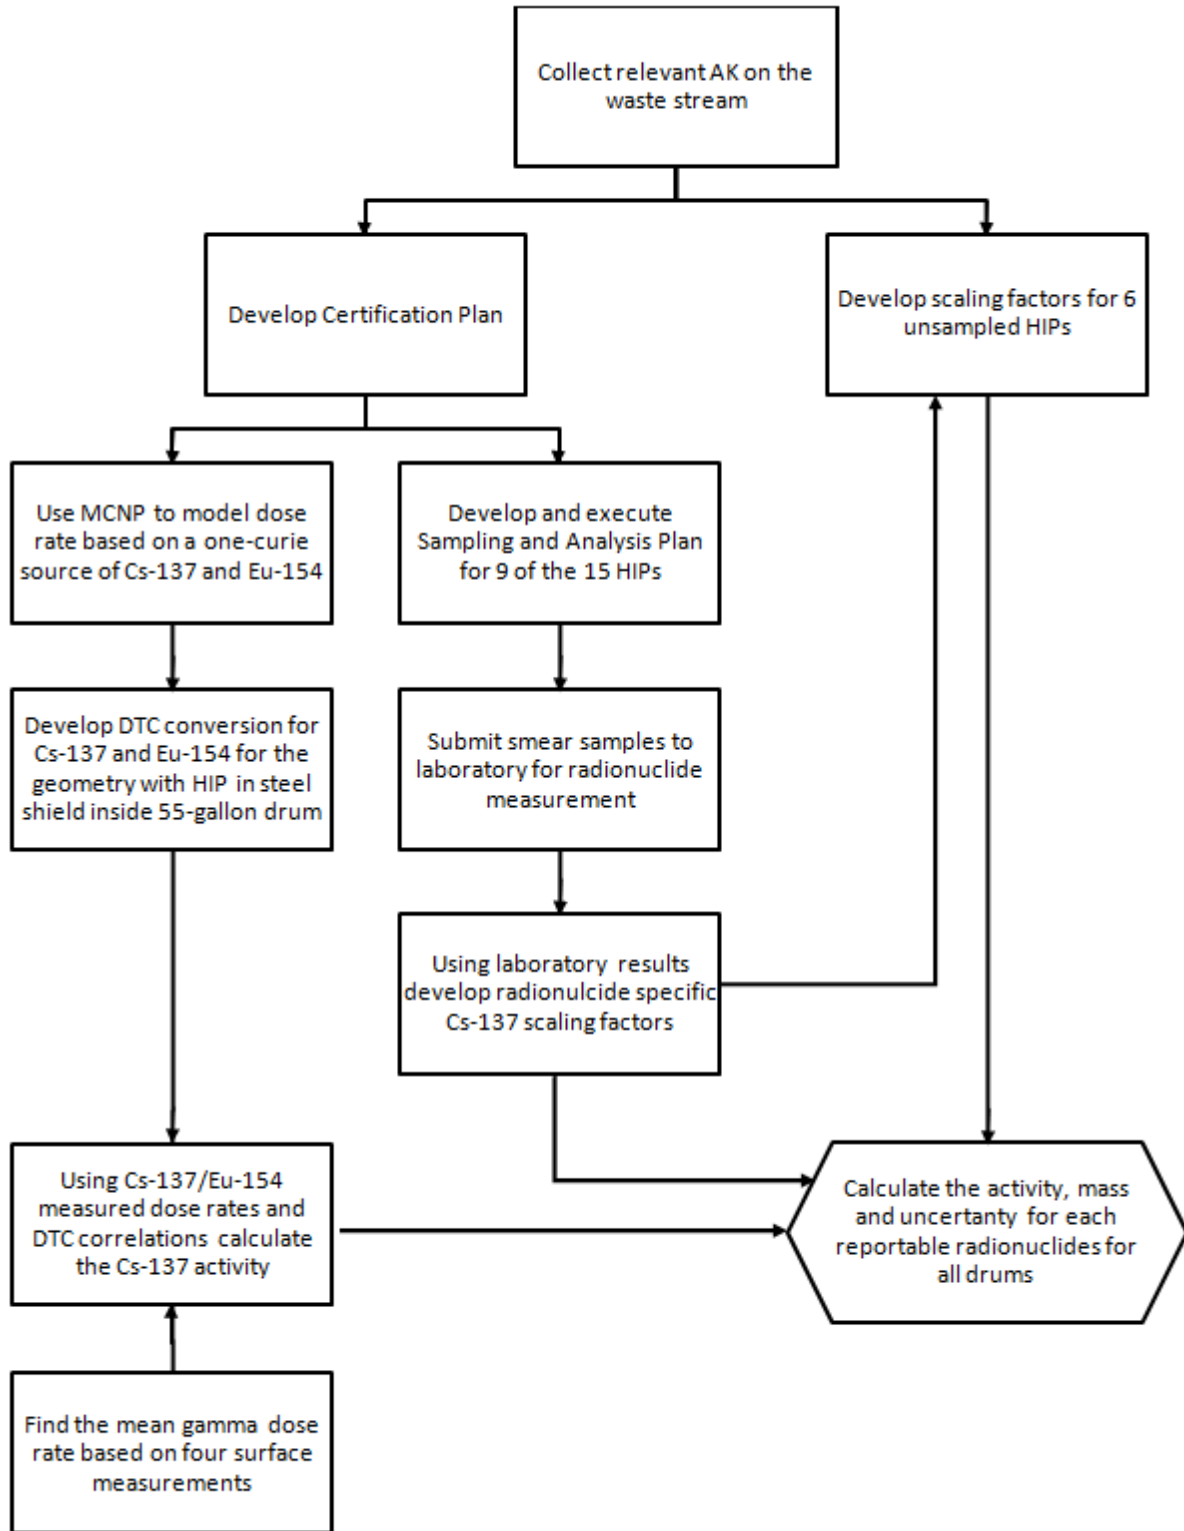 Collect relevant AK on the
waste stream
Develop Certification Plan
Develop scaling factors for 6
unsampled HIPs
Use MCNP to model dose
rate based on a one-curie
source of Cs-137 and Eu-154
Develop and execute
Sampling and Analysis Plan
for 9 of the 15 HIPs
Develop DTC conversion for
Cs-137 and Eu-154 for the
geometry with HIP in steel
shield inside 55-gallon drum
Submit smear samples to
laboratory for radionuclide
measurement
Using laboratory results
develop radionulcide specific
Cs-137 scaling factors
Using Cs-137/Eu-154
measured dose rates and
DTC correlations calculate
the Cs-137 activity
Calculate the activity, mass
and uncertanty for each
reportable radionuclides for
all drums
Find the mean gamma dose
rate based on four surface
measurements